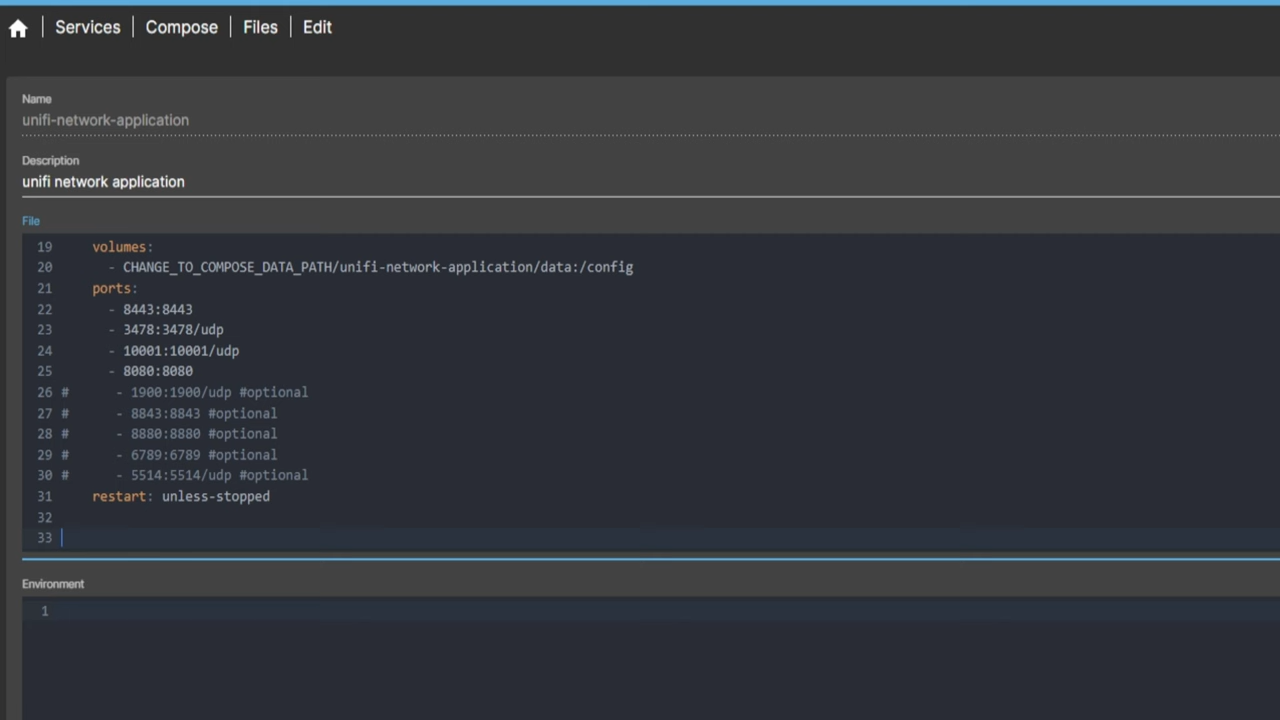 Services | Compose | Files | Edit
Name
unifi-network-application
Description
unifi network application
File
19 volumes:
20 - CHANGE_TO_COMPOSE_DATA_PATH/unifi-network-application/data:/config
21 ports:
22 - 8443:8443
23 - 3478:3478/udp
24 - 10001:10001/udp
25 - 8080:8080
26 # - 1900:1900/udp #optional
27 # - 8843:8843 #optional
28 # - 8880:8880 #optional
29 # - 6789:6789 #optional
30 # - 5514:5514/udp #optional
31 restart: unless-stopped
32
33
Environment
1